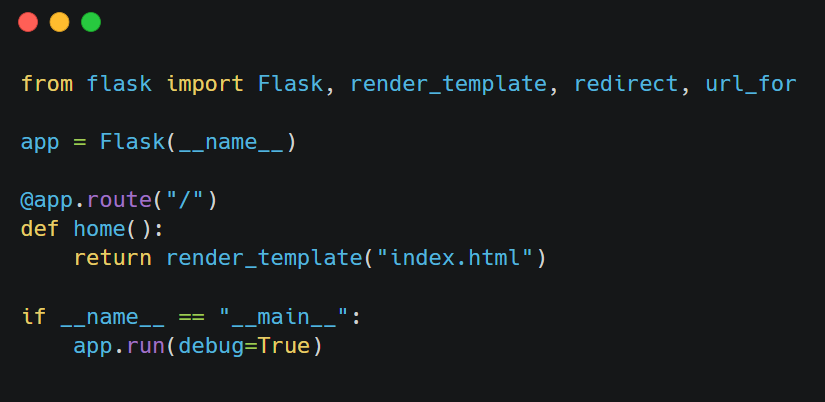 from flask import Flask, render_template, redirect, url_for
app = Flask(__name__)
@app.route("/")
def home():
    return render_template("index.html")
if __name__ == "__main__":
    app.run(debug=True)